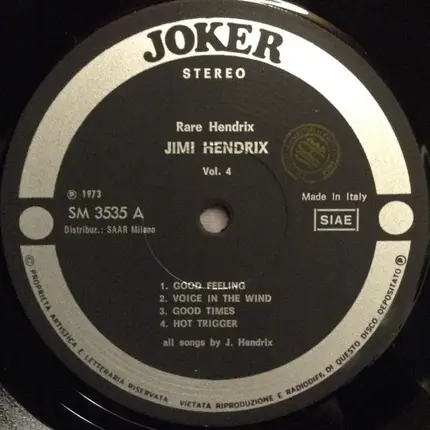 JOKER
STEREO
Rare Hendrix
JIMI HENDRIX
Vol. 4
℗ 1973
SM 3535 A
Distribuz.: SAAR Milano
Made In Italy
SIAE
1. GOOD FEELING
2. VOICE IN THE WIND
3. GOOD TIMES
4. HOT TRIGGER
all songs by J. Hendrix
© PROPRIETA ARTISTICA E LETTERARIA RISERVATA VIETATA RIPRODUZIONE E RADIODIFF. DI QUESTO DISCO DEPOSITATO ℗